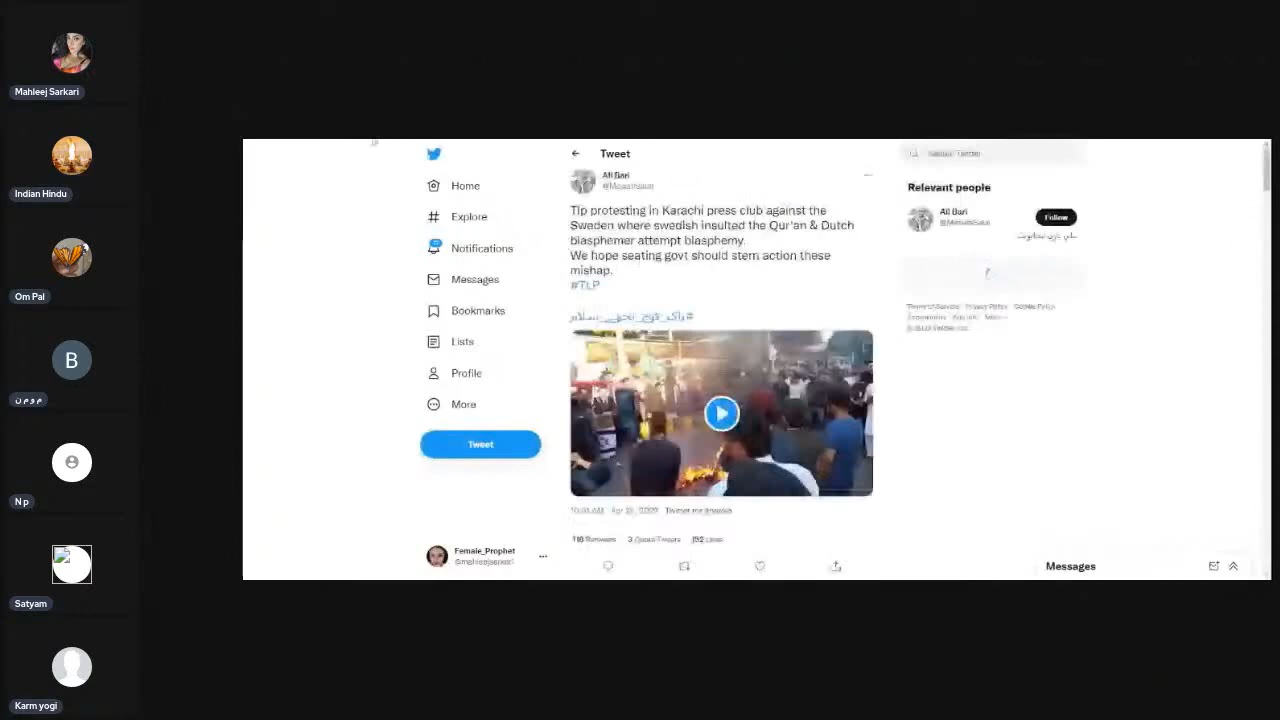 Mahleej Sarkari
Indian Hindu
Om Pal
B
م و م ن
N p
Satyam
Karm yogi
Home
Explore
Notifications
Messages
Bookmarks
Lists
Profile
More
Tweet
Female_Prophet
Tweet
Ali Bari
Tlp protesting in Karachi press club against the
Sweden where swedish insulted the Qur'an & Dutch
blasphemer attempt blasphemy.
We hope seating govt should stern action these
mishap.
#TLP
Relevant people
Ali Bari
Follow
Messages